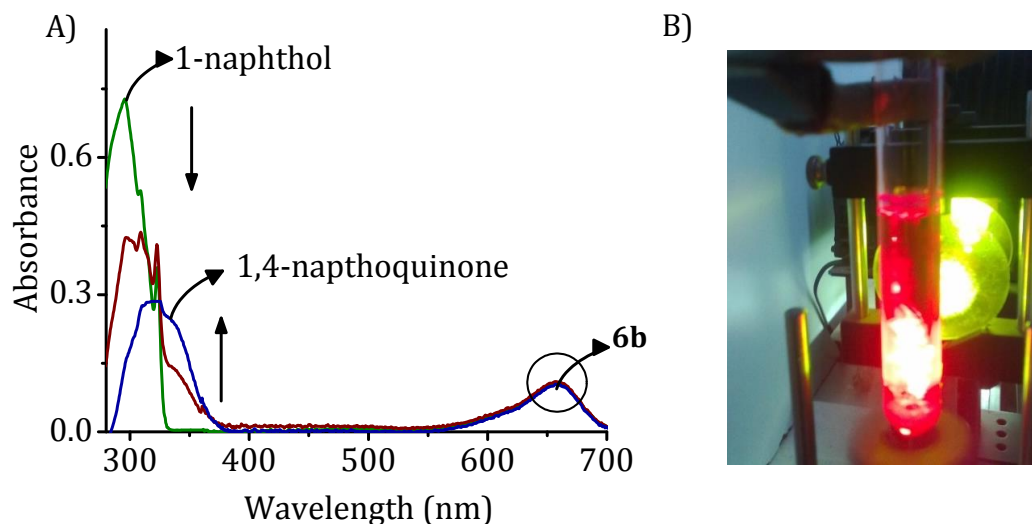 A)
B)
1-naphthol
0.6
1,4-napthoquinone
0.3
6b
0.0
300
400
500
600
700
Absorbance
Wavelength (nm)